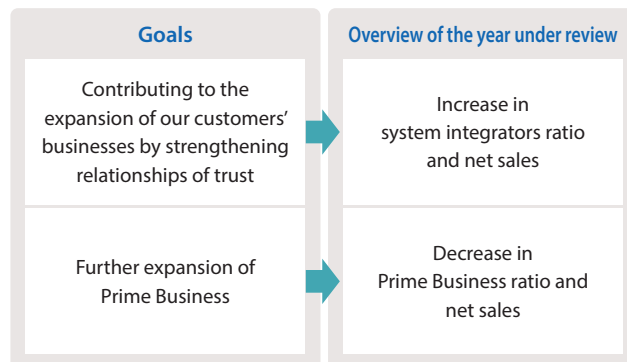 Goals
Contributing to the
expansion of our customers’
businesses by strengthening
relationships of trust
Further expansion of
Prime Business
Overview of the year under review
Increase in
system integrators ratio
and net sales
Decrease in
Prime Business ratio and
net sales